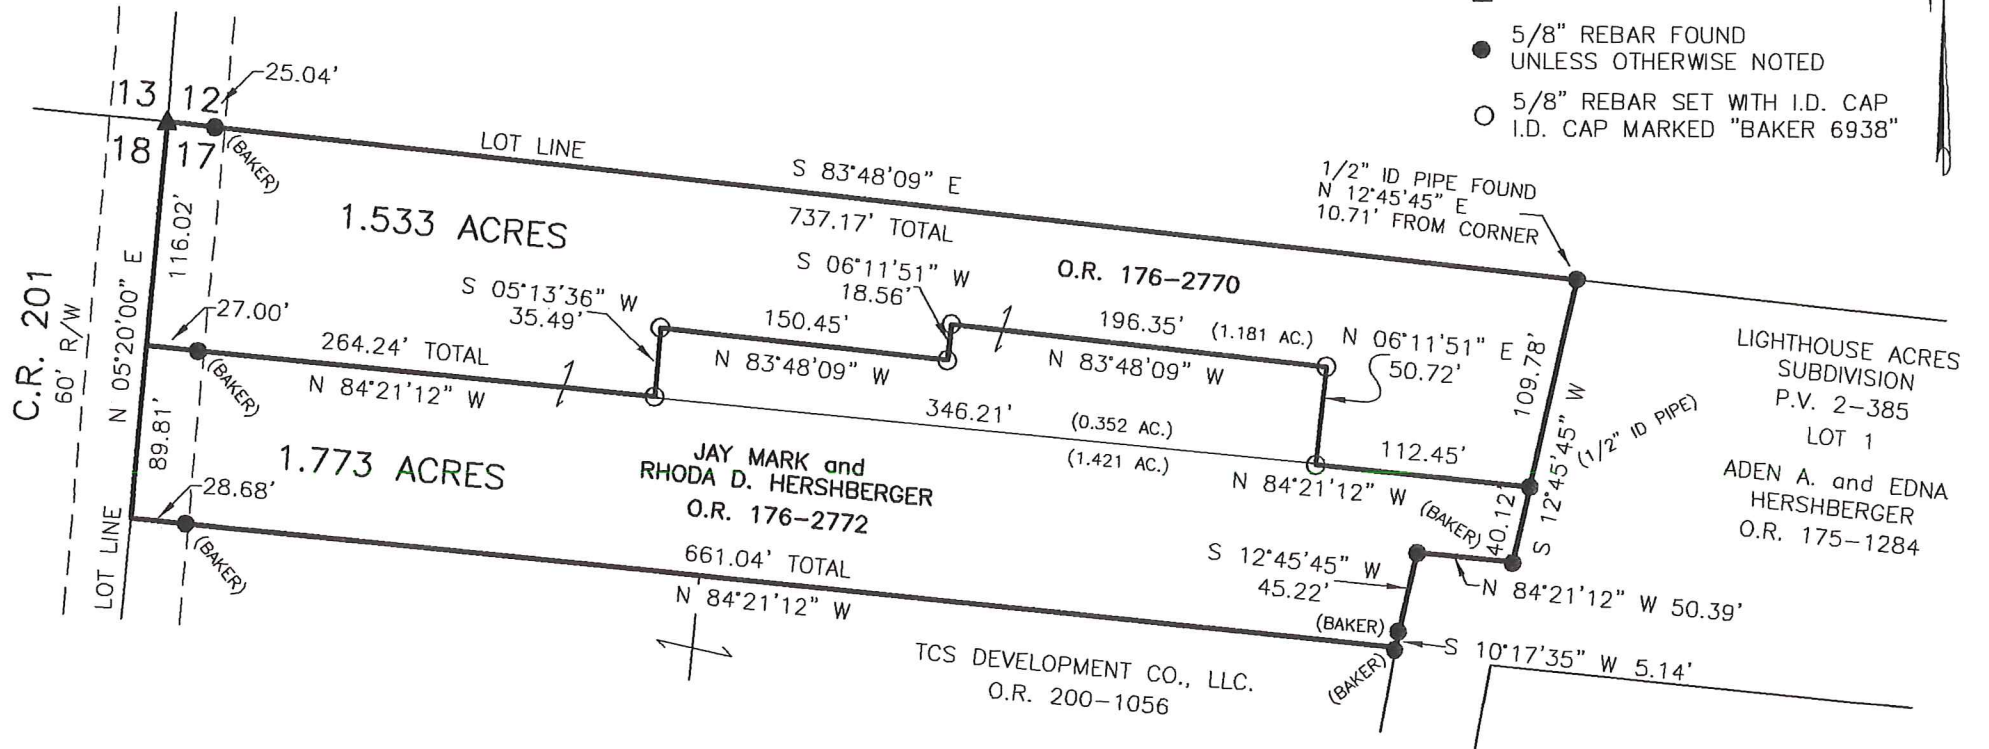 5/8" REBAR FOUND
UNLESS OTHERWISE NOTED
5/8" REBAR SET WITH I.D. CAP
I.D. CAP MARKED "BAKER 6938"
13
12
18
17
25.04'
(BAKER)
LOT LINE
S 83°48'09" E
737.17' TOTAL
1/2" ID PIPE FOUND
N 12°45'45" E
10.71' FROM CORNER
1.533 ACRES
O.R. 176-2770
116.02'
N 05°20'00" E
C.R. 201
60' R/W
27.00'
(BAKER)
264.24' TOTAL
N 84°21'12" W
S 05°13'36" W
35.49'
150.45'
N 83°48'09" W
S 06°11'51" W
18.56'
196.35'
(1.181 AC.)
N 83°48'09" W
N 06°11'51" E
50.72'
109.78'
S 12°45'45" W
(1/2" ID PIPE)
LIGHTHOUSE ACRES
SUBDIVISION
P.V. 2-385
LOT 1
ADEN A. and EDNA
HERSHBERGER
O.R. 175-1284
346.21'
(0.352 AC.)
(1.421 AC.)
112.45'
N 84°21'12" W
(BAKER)
40.12'
89.81'
1.773 ACRES
JAY MARK and
RHODA D. HERSHBERGER
O.R. 176-2772
28.68'
(BAKER)
LOT LINE
661.04' TOTAL
N 84°21'12" W
S 12°45'45" W
45.22'
N 84°21'12" W 50.39'
(BAKER)
S 10°17'35" W 5.14'
(BAKER)
TCS DEVELOPMENT CO., LLC.
O.R. 200-1056